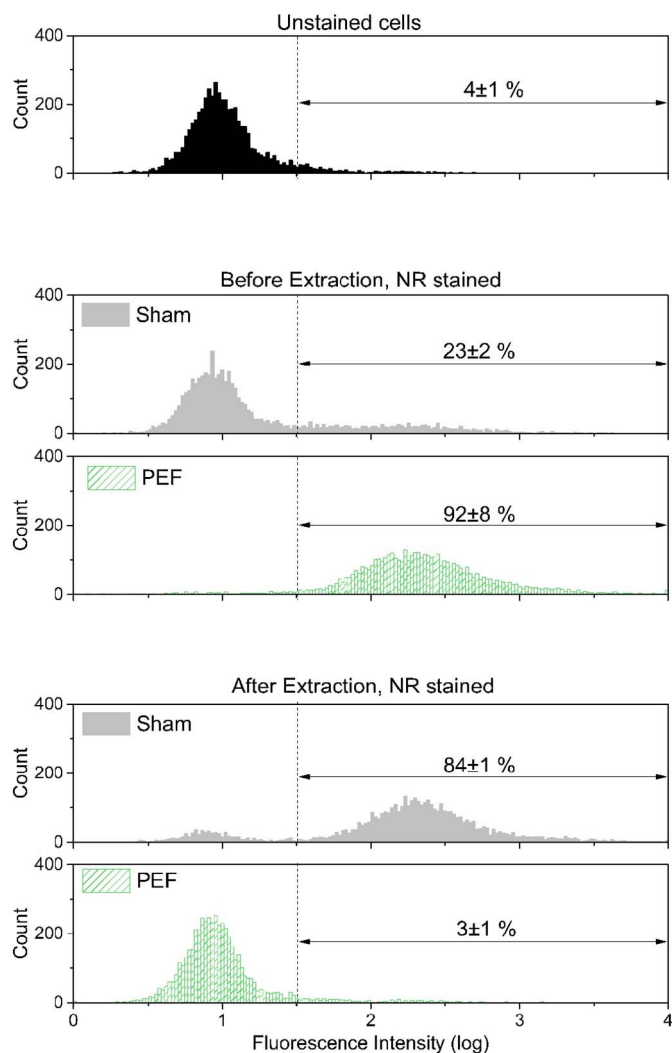 Unstained cells
400
200
0
Count
4±1 %
Before Extraction, NR stained
400
200
0
Count
Sham
23±2 %
400
200
0
Count
PEF
92±8 %
After Extraction, NR stained
400
200
0
Count
Sham
84±1 %
400
200
0
Count
PEF
3±1 %
0 1 2 3 4
Fluorescence Intensity (log)